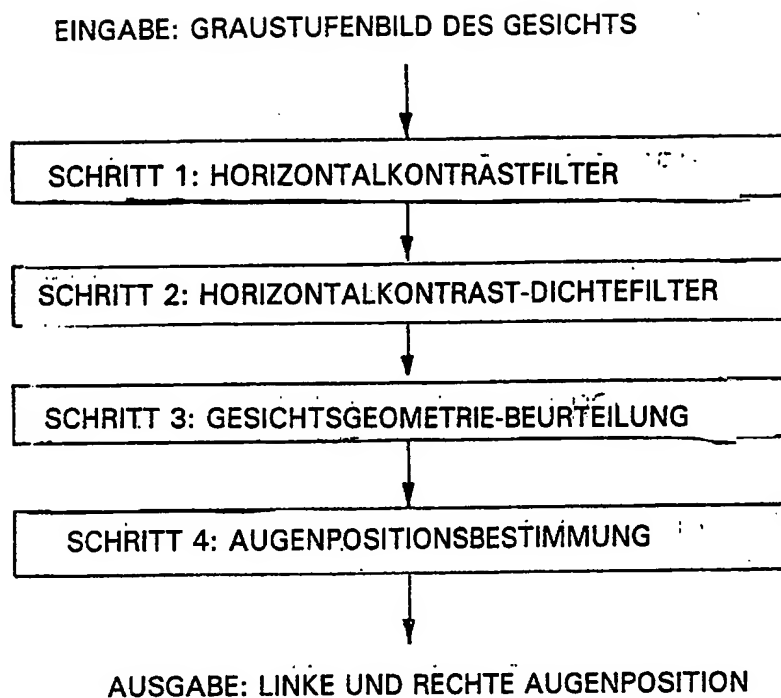 EINGABE: GRAUSTUFENBILD DES GESICHTS
SCHRITT 1: HORIZONTALKONTRASTFILTER
SCHRITT 2: HORIZONTALKONTRAST-DICHTEFILTER
SCHRITT 3: GESICHTSGEOMETRIE-BEURTEILUNG
SCHRITT 4: AUGENPOSITIONSBESTIMMUNG
AUSGABE: LINKE UND RECHTE AUGENPOSITION